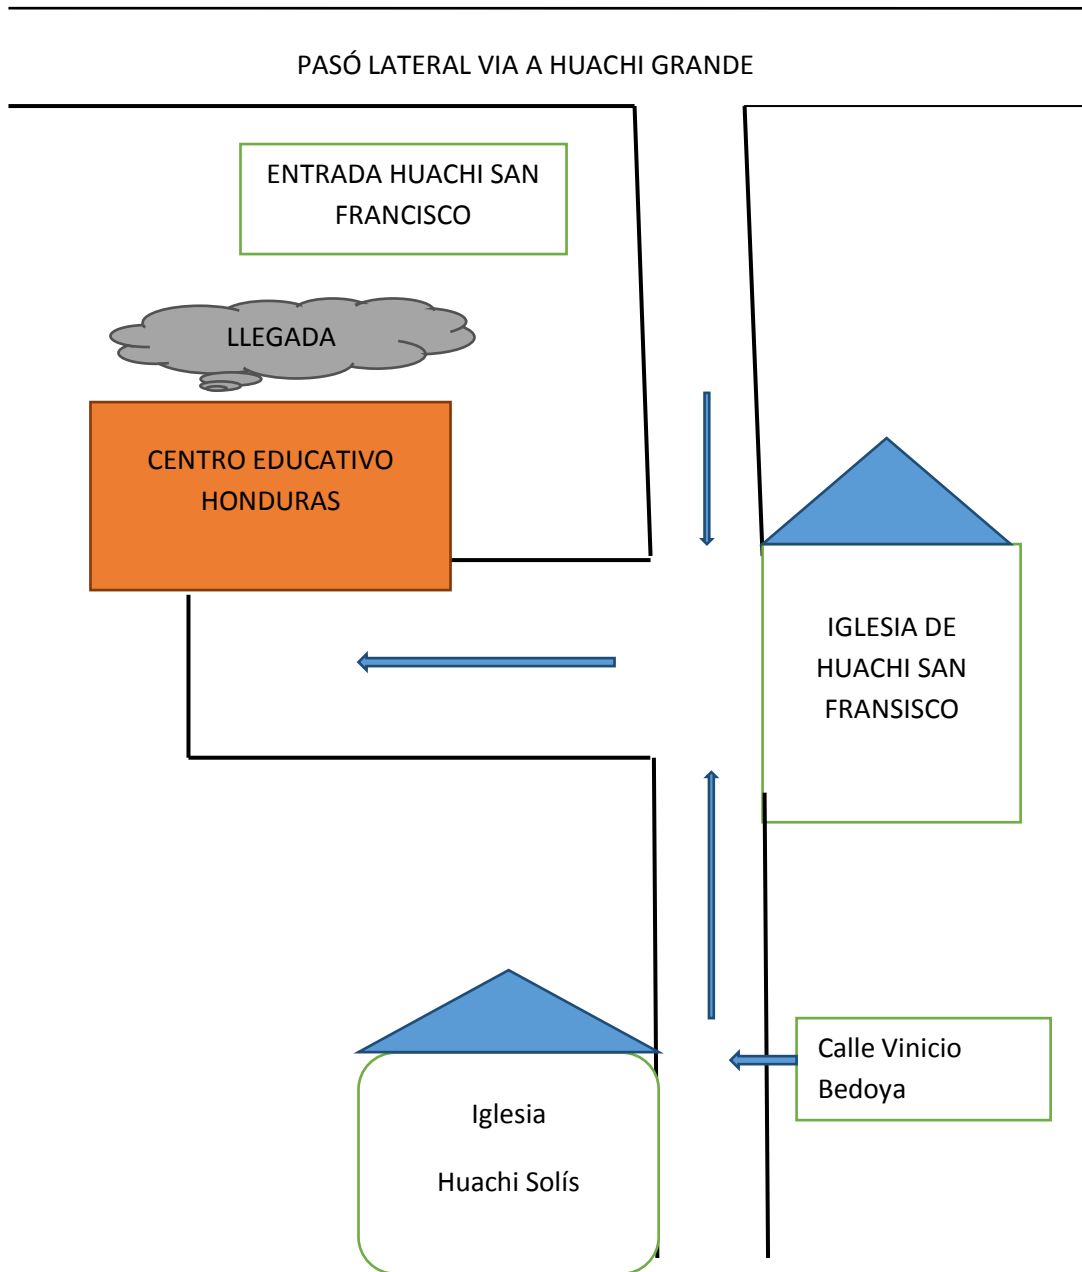 PASÓ LATERAL VIA A HUACHI GRANDE
ENTRADA HUACHI SAN
FRANCISCO
LLEGADA
CENTRO EDUCATIVO
HONDURAS
IGLESIA DE
HUACHI SAN
FRANSISCO
Calle Vinicio
Bedoya
Iglesia
Huachi Solís